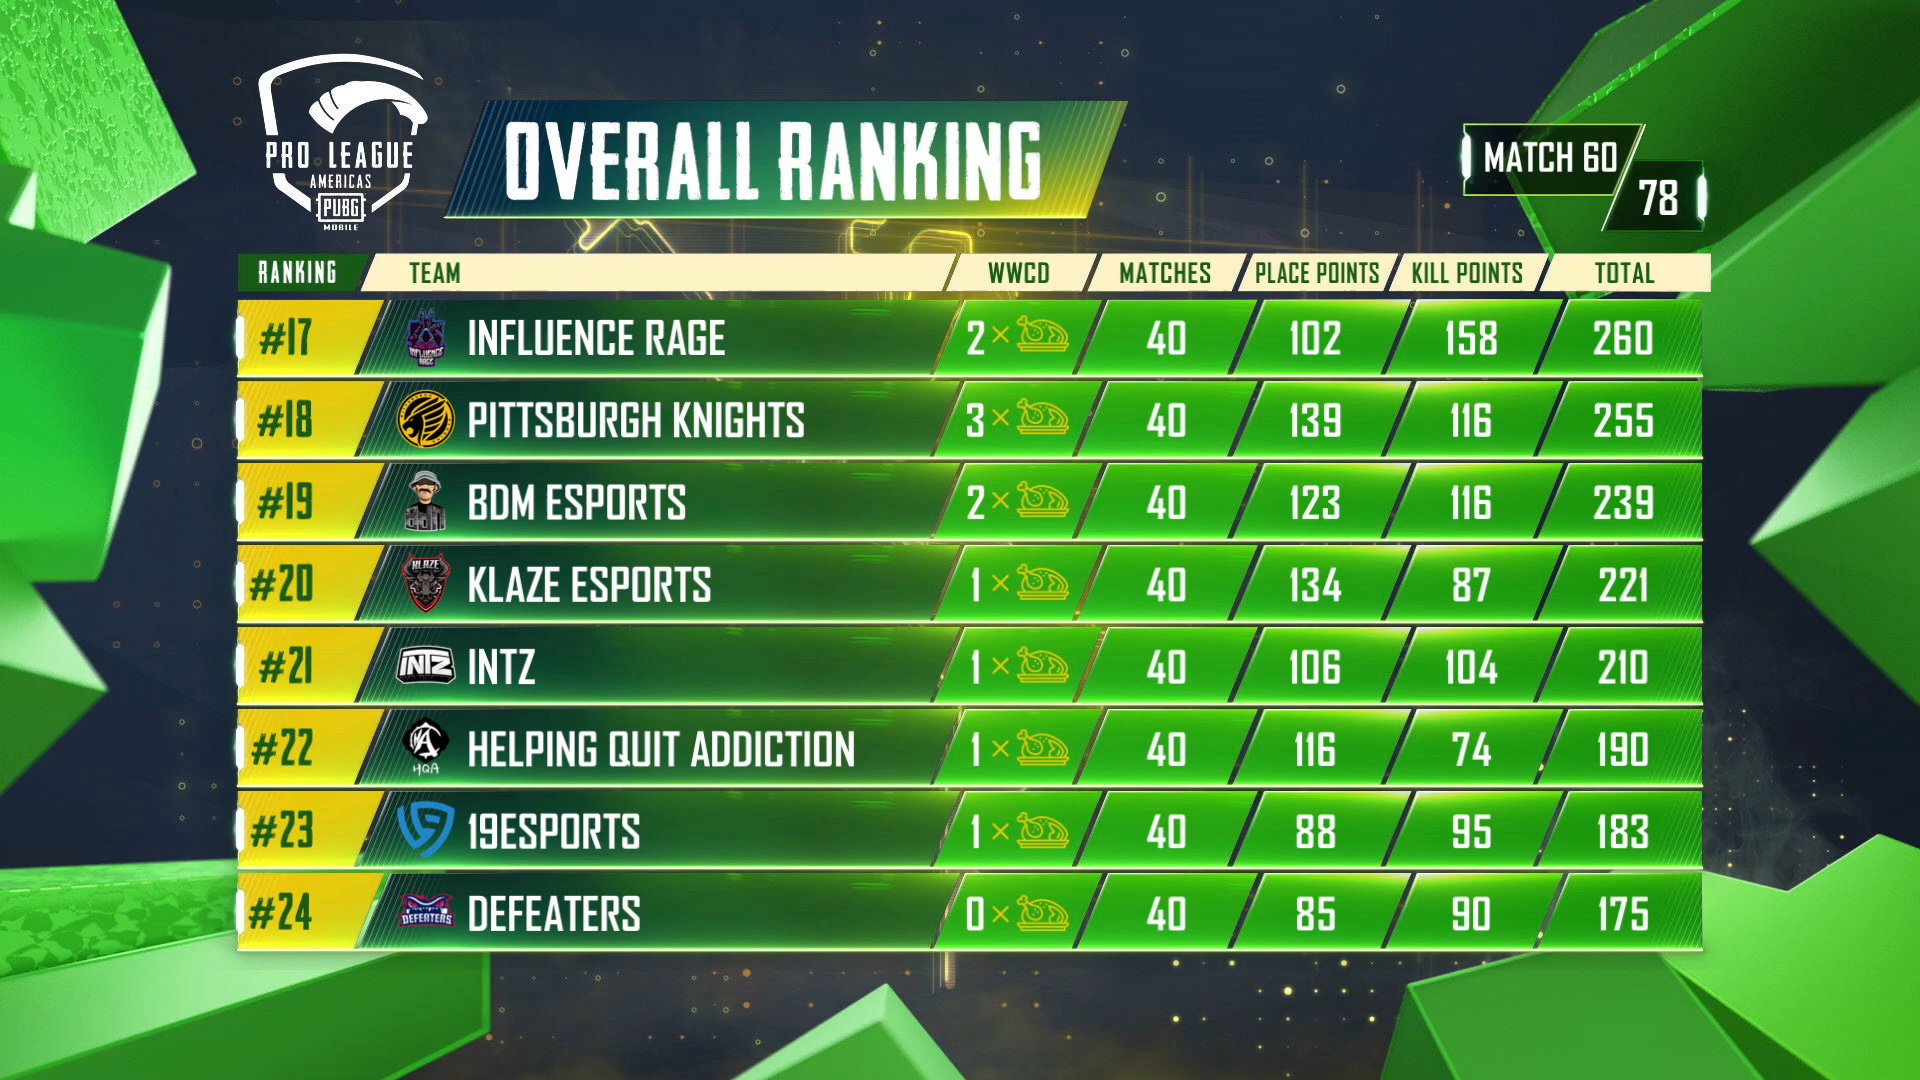 PRO LEAGUE
AMERICAS
PUBG
MOBILE
OVERALL RANKING
MATCH 60
78
RANKING TEAM WWCD MATCHES PLACE POINTS KILL POINTS TOTAL
#17 INFLUENCE RAGE INFLUENCE RAGE 2 × 40 102 158 260
#18 PITTSBURGH KNIGHTS 3 × 40 139 116 255
#19 BDM ESPORTS 2 × 40 123 116 239
#20 KLAZE KLAZE ESPORTS 1 × 40 134 87 221
#21 INTZ INTZ 1 × 40 106 104 210
#22 HQA HELPING QUIT ADDICTION 1 × 40 116 74 190
#23 19ESPORTS 1 × 40 88 95 183
#24 DEFEATERS DEFEATERS 0 × 40 85 90 175